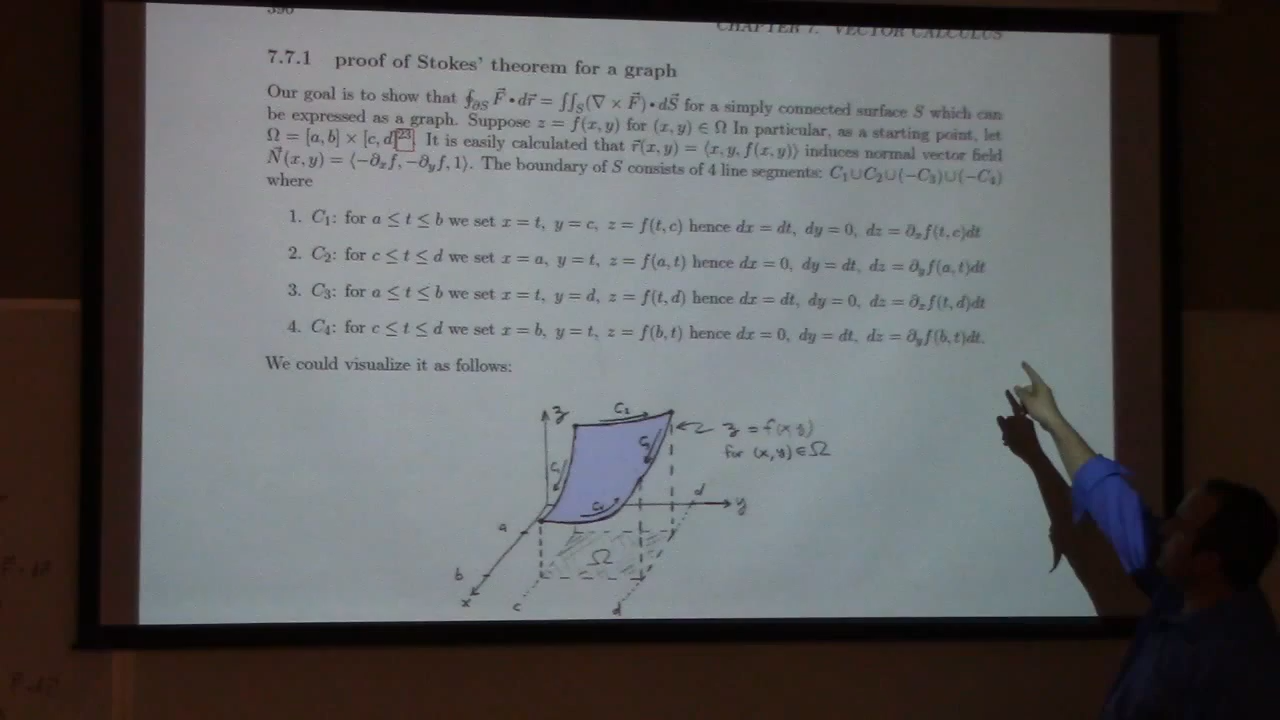 390
CHAPTER 7. VECTOR CALCULUS
7.7.1 proof of Stokes' theorem for a graph
Our goal is to show that ∮∂S F⃗ • dr⃗ = ∬S(∇ × F⃗) • dS⃗ for a simply connected surface S which can
be expressed as a graph. Suppose z = f(x, y) for (x, y) ∈ Ω In particular, as a starting point, let
Ω = [a, b] × [c, d]23. It is easily calculated that r⃗(x, y) = ⟨x, y, f(x, y)⟩ induces normal vector field
N⃗(x, y) = ⟨−∂xf, −∂yf, 1⟩. The boundary of S consists of 4 line segments: C1∪C2∪(−C3)∪(−C4)
where
1. C1: for a ≤ t ≤ b we set x = t, y = c, z = f(t, c) hence dx = dt, dy = 0, dz = ∂xf(t, c)dt
2. C2: for c ≤ t ≤ d we set x = a, y = t, z = f(a, t) hence dx = 0, dy = dt, dz = ∂yf(a, t)dt
3. C3: for a ≤ t ≤ b we set x = t, y = d, z = f(t, d) hence dx = dt, dy = 0, dz = ∂xf(t, d)dt
4. C4: for c ≤ t ≤ d we set x = b, y = t, z = f(b, t) hence dx = 0, dy = dt, dz = ∂yf(b, t)dt.
We could visualize it as follows:
z
C2
z = f(x,y)
for (x,y) ∈ Ω
d
y
a
Ω
b
x
c
d